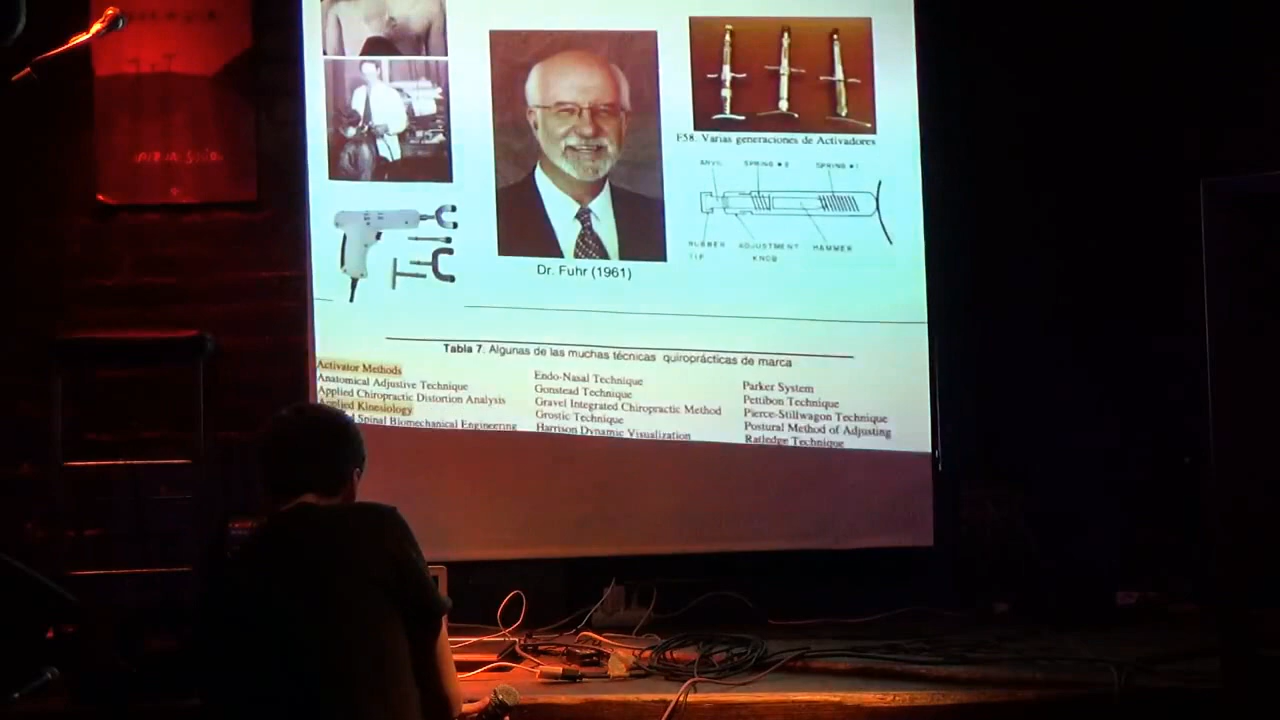 F58. Varias generaciones de Activadores
ANVIL SPRING #2 SPRING #1
RUBBER TIP ADJUSTMENT KNOB HAMMER
Dr. Fuhr (1961)
Tabla 7. Algunas de las muchas técnicas quiroprácticas de marca
Activator Methods
Anatomical Adjustive Technique
Applied Chiropractic Distortion Analysis
Applied Kinesiology
Spinal Biomechanical Engineering
Endo-Nasal Technique
Gonstead Technique
Gravel Integrated Chiropractic Method
Grostic Technique
Harrison Dynamic Visualization
Parker System
Pettibon Technique
Pierce-Stillwagon Technique
Postural Method of Adjusting
Ratledge Technique